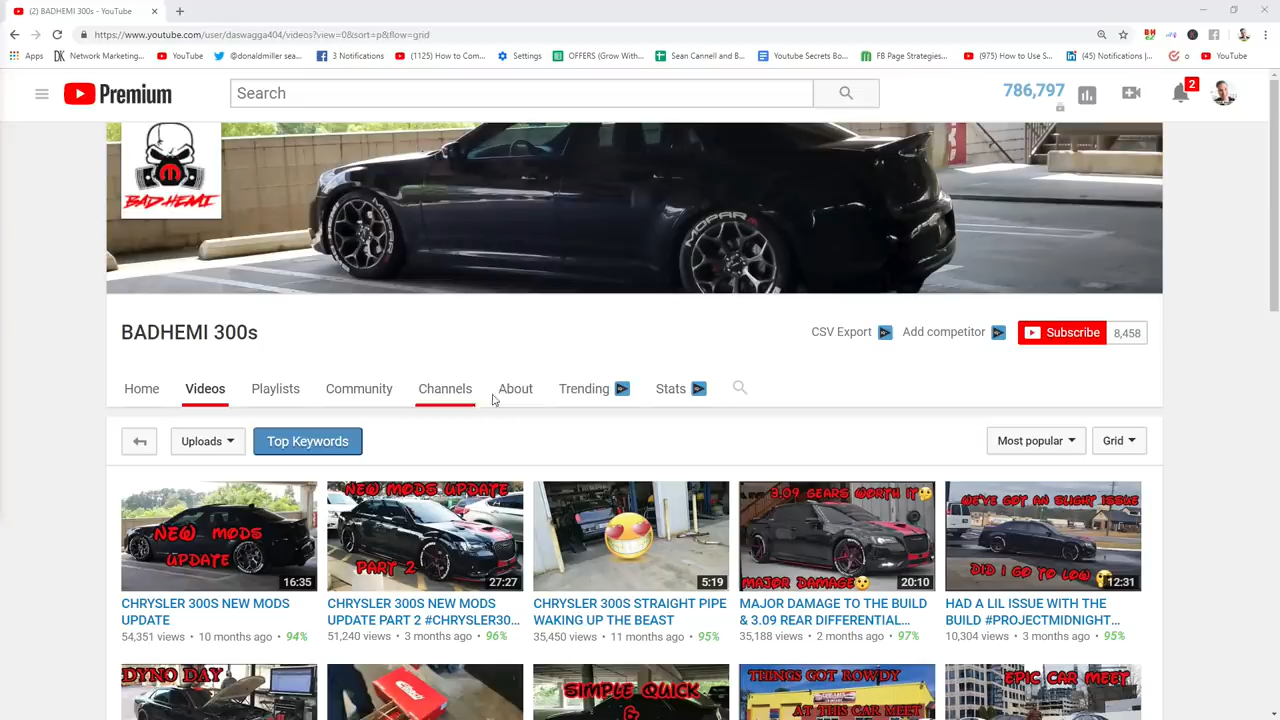 (2) BADHEMI 300s - YouTube
https://www.youtube.com/user/daswagga404/videos?view=0&sort=p&flow=grid
Apps
Network Marketing...
YouTube
@donaldmiller sea...
3 Notifications
(1125) How to Com...
Settings
OFFERS (Grow With...
Sean Cannell and B...
Youtube Secrets Bo...
FB Page Strategies...
(975) How to Use S...
(45) Notifications |...
YouTube
Premium
Search
786,797
2
MOPAR
BAD-HEMI
BADHEMI 300s
CSV Export
Add competitor
Subscribe
8,458
Home
Videos
Playlists
Community
Channels
About
Trending
Stats
Uploads
Top Keywords
Most popular
Grid
NEW MODS
UPDATE
16:35
NEW MODS UPDATE
PART 2
27:27
5:19
3.09 GEARS WORTH IT
MAJOR DAMAGE
20:10
WE'VE GOT AN SLIGHT ISSUE
DID I GO TO LOW
12:31
CHRYSLER 300S NEW MODS
UPDATE
54,351 views • 10 months ago • 94%
CHRYSLER 300S NEW MODS
UPDATE PART 2 #CHRYSLER30...
51,240 views • 3 months ago • 96%
CHRYSLER 300S STRAIGHT PIPE
WAKING UP THE BEAST
35,450 views • 11 months ago • 95%
MAJOR DAMAGE TO THE BUILD
& 3.09 REAR DIFFERENTIAL...
35,188 views • 2 months ago • 97%
HAD A LIL ISSUE WITH THE
BUILD #PROJECTMIDNIGHT...
10,304 views • 3 months ago • 95%
DYNO DAY
SIMPLE QUICK
&
THINGS GOT ROWDY
AT THIS CAR MEET
EPIC CAR MEET